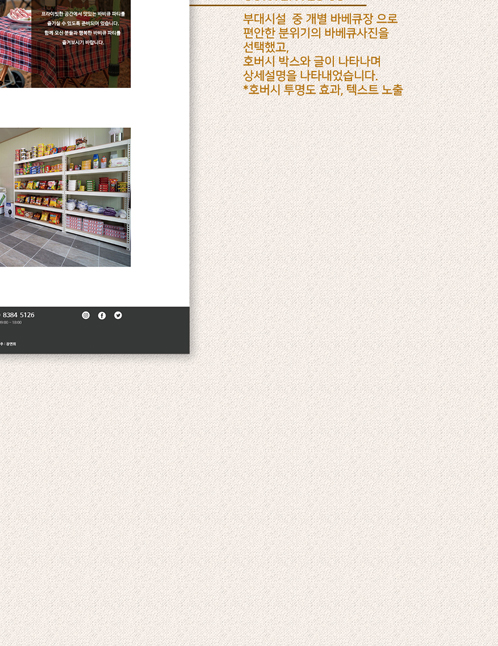 프라이빗한 공간에서 맛있는 바비큐 파티를
즐기실 수 있도록 준비되어 있습니다.
함께 오신 분들과 행복한 바비큐 파티를
즐겨보시기 바랍니다.
부대시설 중 개별 바베큐장 으로
편안한 분위기의 바베큐사진을
선택했고,
호버시 박스와 글이 나타나며
상세설명을 나타내었습니다.
*호버시 투명도 효과, 텍스트 노출
8384 5126